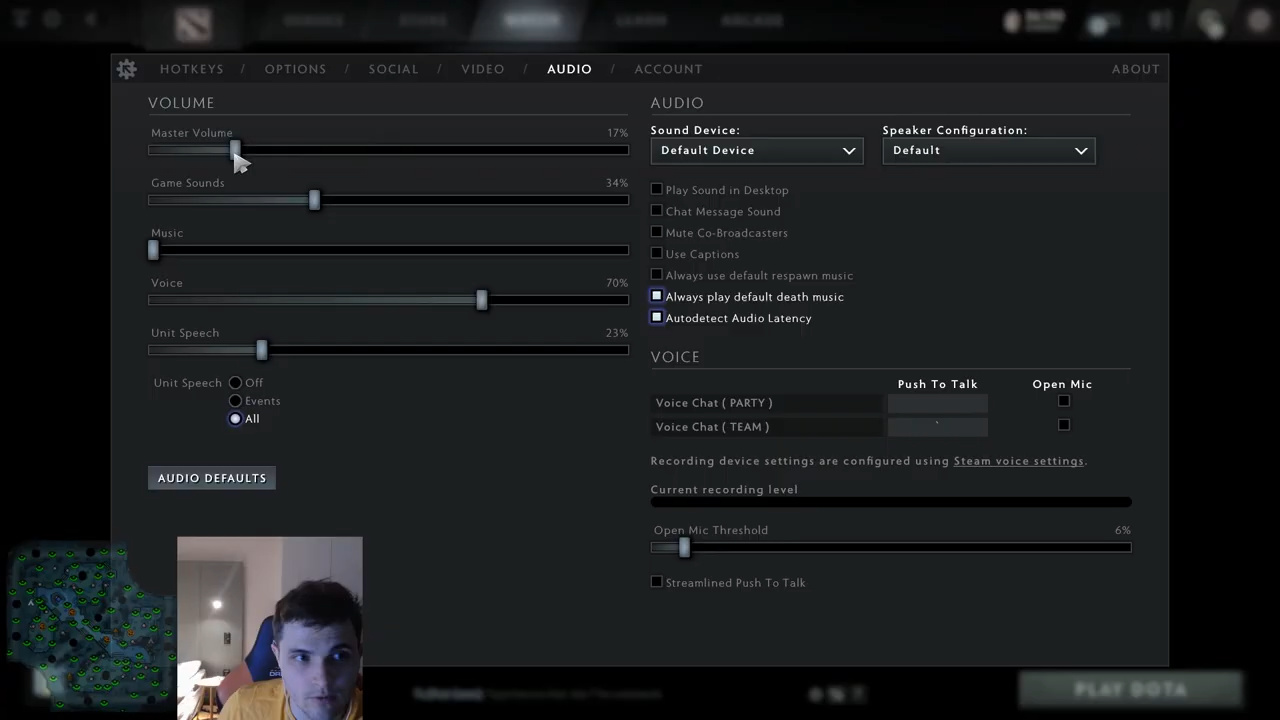 HOTKEYS / OPTIONS / SOCIAL / VIDEO / AUDIO / ACCOUNT ABOUT
VOLUME
Master Volume 17%
Game Sounds 34%
Music
Voice 70%
Unit Speech 23%
Unit Speech Off
Events
All
AUDIO DEFAULTS
AUDIO
Sound Device: Speaker Configuration:
Default Device Default
Play Sound in Desktop
Chat Message Sound
Mute Co-Broadcasters
Use Captions
Always use default respawn music
Always play default death music
Autodetect Audio Latency
VOICE
Push To Talk Open Mic
Voice Chat ( PARTY )
Voice Chat ( TEAM ) `
Recording device settings are configured using Steam voice settings.
Current recording level
Open Mic Threshold 6%
Streamlined Push To Talk
PLAY DOTA